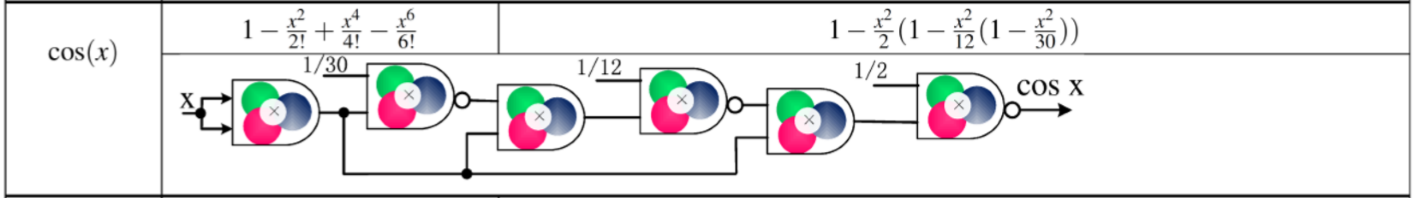 cos(x)
1 − x²/2! + x⁴/4! − x⁶/6!
1 − x²/2 (1 − x²/12 (1 − x²/30))
1/30
1/12
1/2
x
cos x
×
×
×
×
×
×